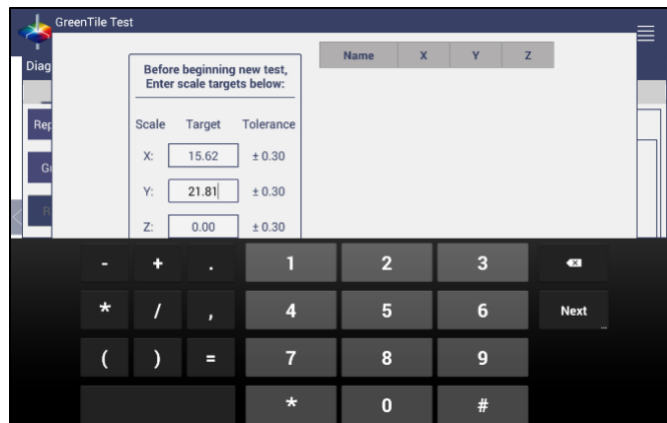 GreenTile Test
Diag
Before beginning new test,
Enter scale targets below:
Scale Target Tolerance
X: 15.62 ± 0.30
Y: 21.81 ± 0.30
Z: 0.00 ± 0.30
Name X Y Z
Rep
G
R
- + . 1 2 3
* / , 4 5 6 Next
( ) = 7 8 9
* 0 #